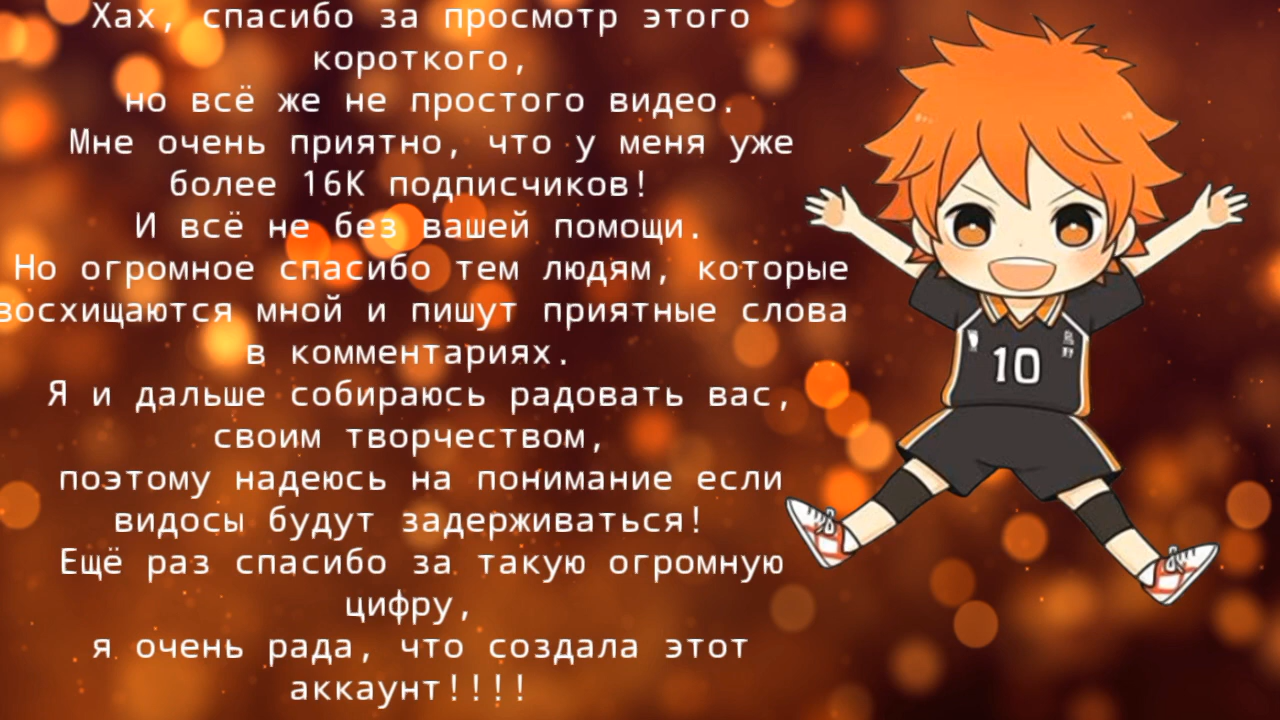 Хах, спасибо за просмотр этого
короткого,
но всё же не простого видео.
Мне очень приятно, что у меня уже
более 16К подписчиков!
И всё не без вашей помощи.
Но огромное спасибо тем людям, которые
восхищаются мной и пишут приятные слова
в комментариях.
Я и дальше собираюсь радовать вас,
своим творчеством,
поэтому надеюсь на понимание если
видосы будут задерживаться!
Ещё раз спасибо за такую огромную
цифру,
я очень рада, что создала этот
аккаунт!!!!
10